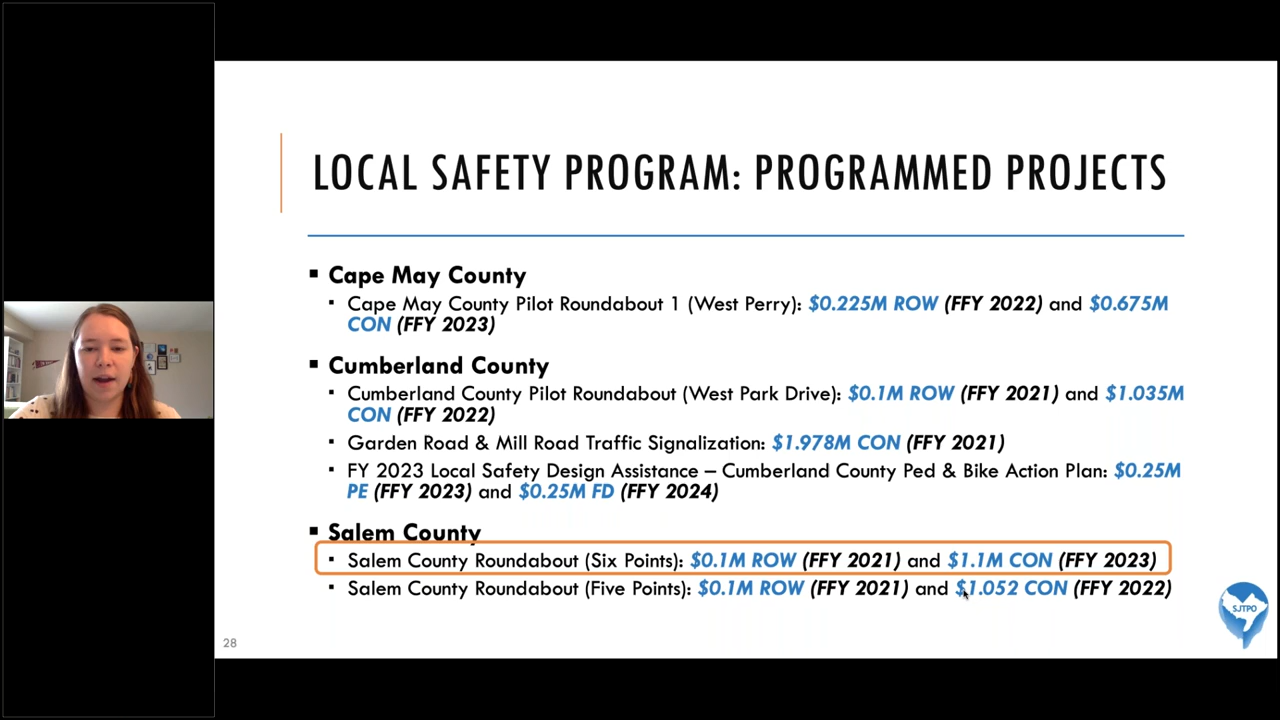 LOCAL SAFETY PROGRAM: PROGRAMMED PROJECTS
▪ Cape May County
▪ Cape May County Pilot Roundabout 1 (West Perry): $0.225M ROW (FFY 2022) and $0.675M
CON (FFY 2023)
▪ Cumberland County
▪ Cumberland County Pilot Roundabout (West Park Drive): $0.1M ROW (FFY 2021) and $1.035M
CON (FFY 2022)
▪ Garden Road & Mill Road Traffic Signalization: $1.978M CON (FFY 2021)
▪ FY 2023 Local Safety Design Assistance – Cumberland County Ped & Bike Action Plan: $0.25M
PE (FFY 2023) and $0.25M FD (FFY 2024)
▪ Salem County
▪ Salem County Roundabout (Six Points): $0.1M ROW (FFY 2021) and $1.1M CON (FFY 2023)
▪ Salem County Roundabout (Five Points): $0.1M ROW (FFY 2021) and $1.052 CON (FFY 2022)
SJTPO
28